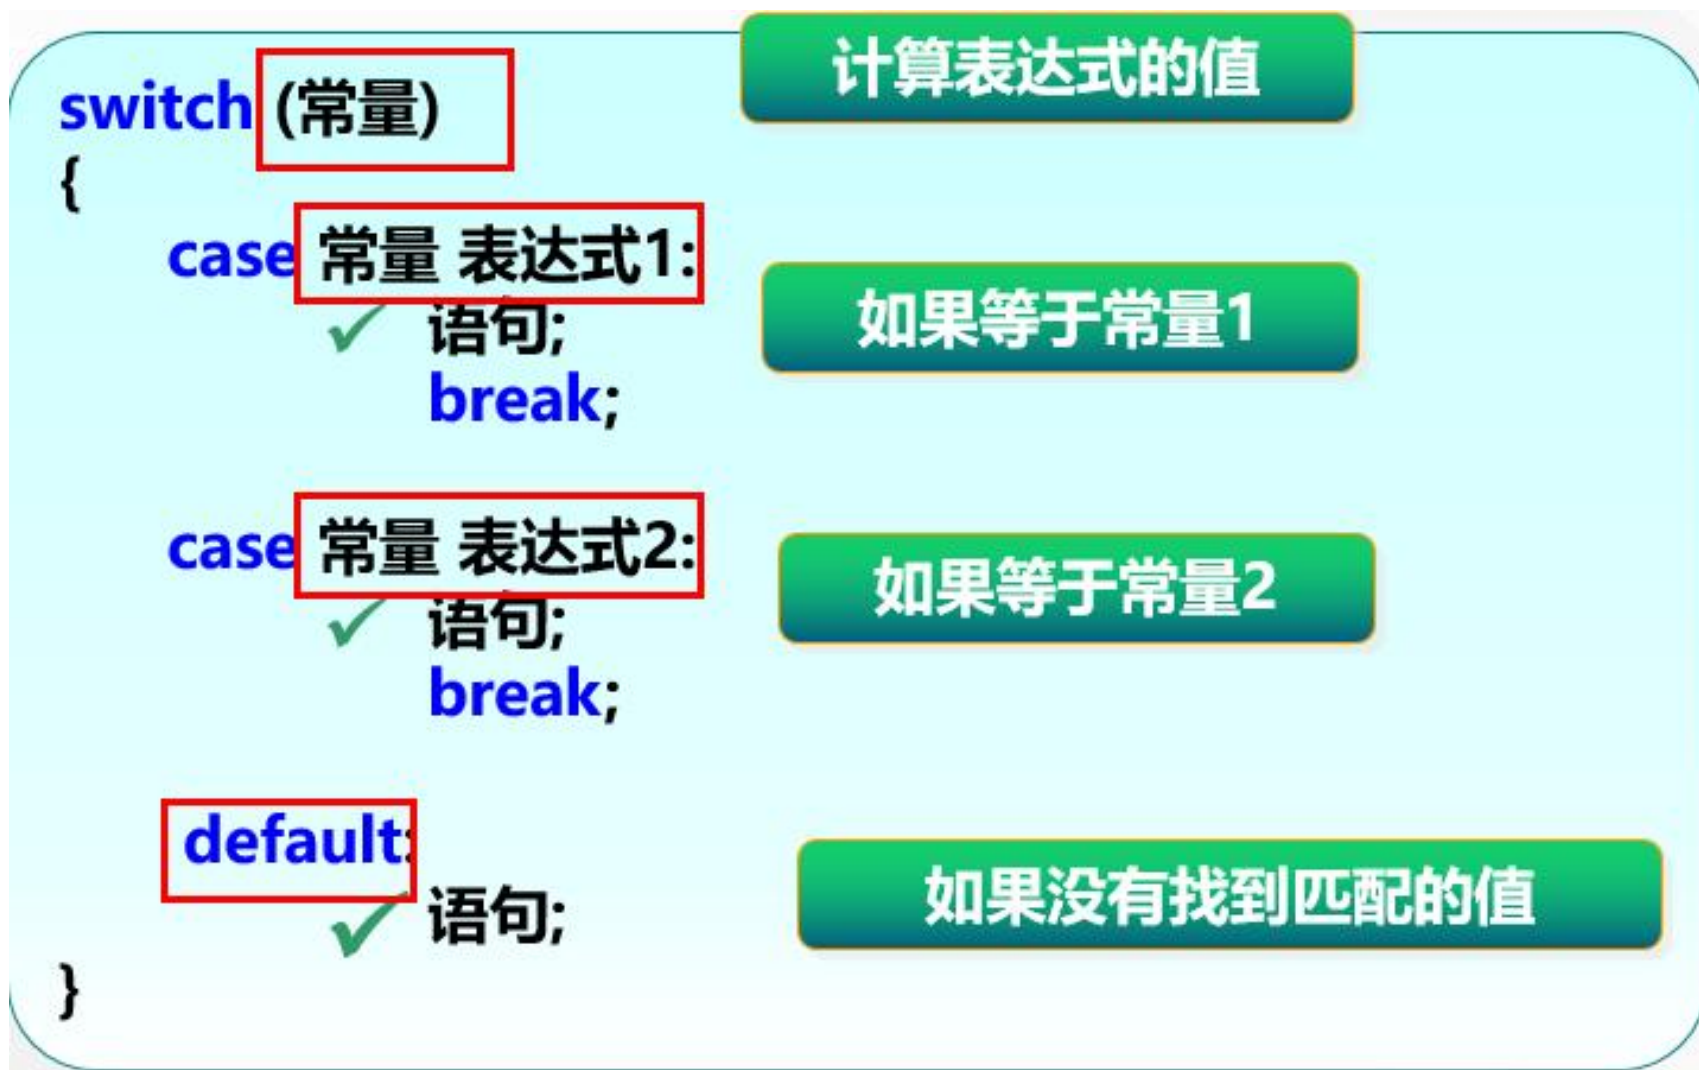 计算表达式的值
switch (常量)
{
case 常量 表达式1:
如果等于常量1
语句;
break;
case 常量 表达式2:
如果等于常量2
语句;
break;
default:
如果没有找到匹配的值
语句;
}